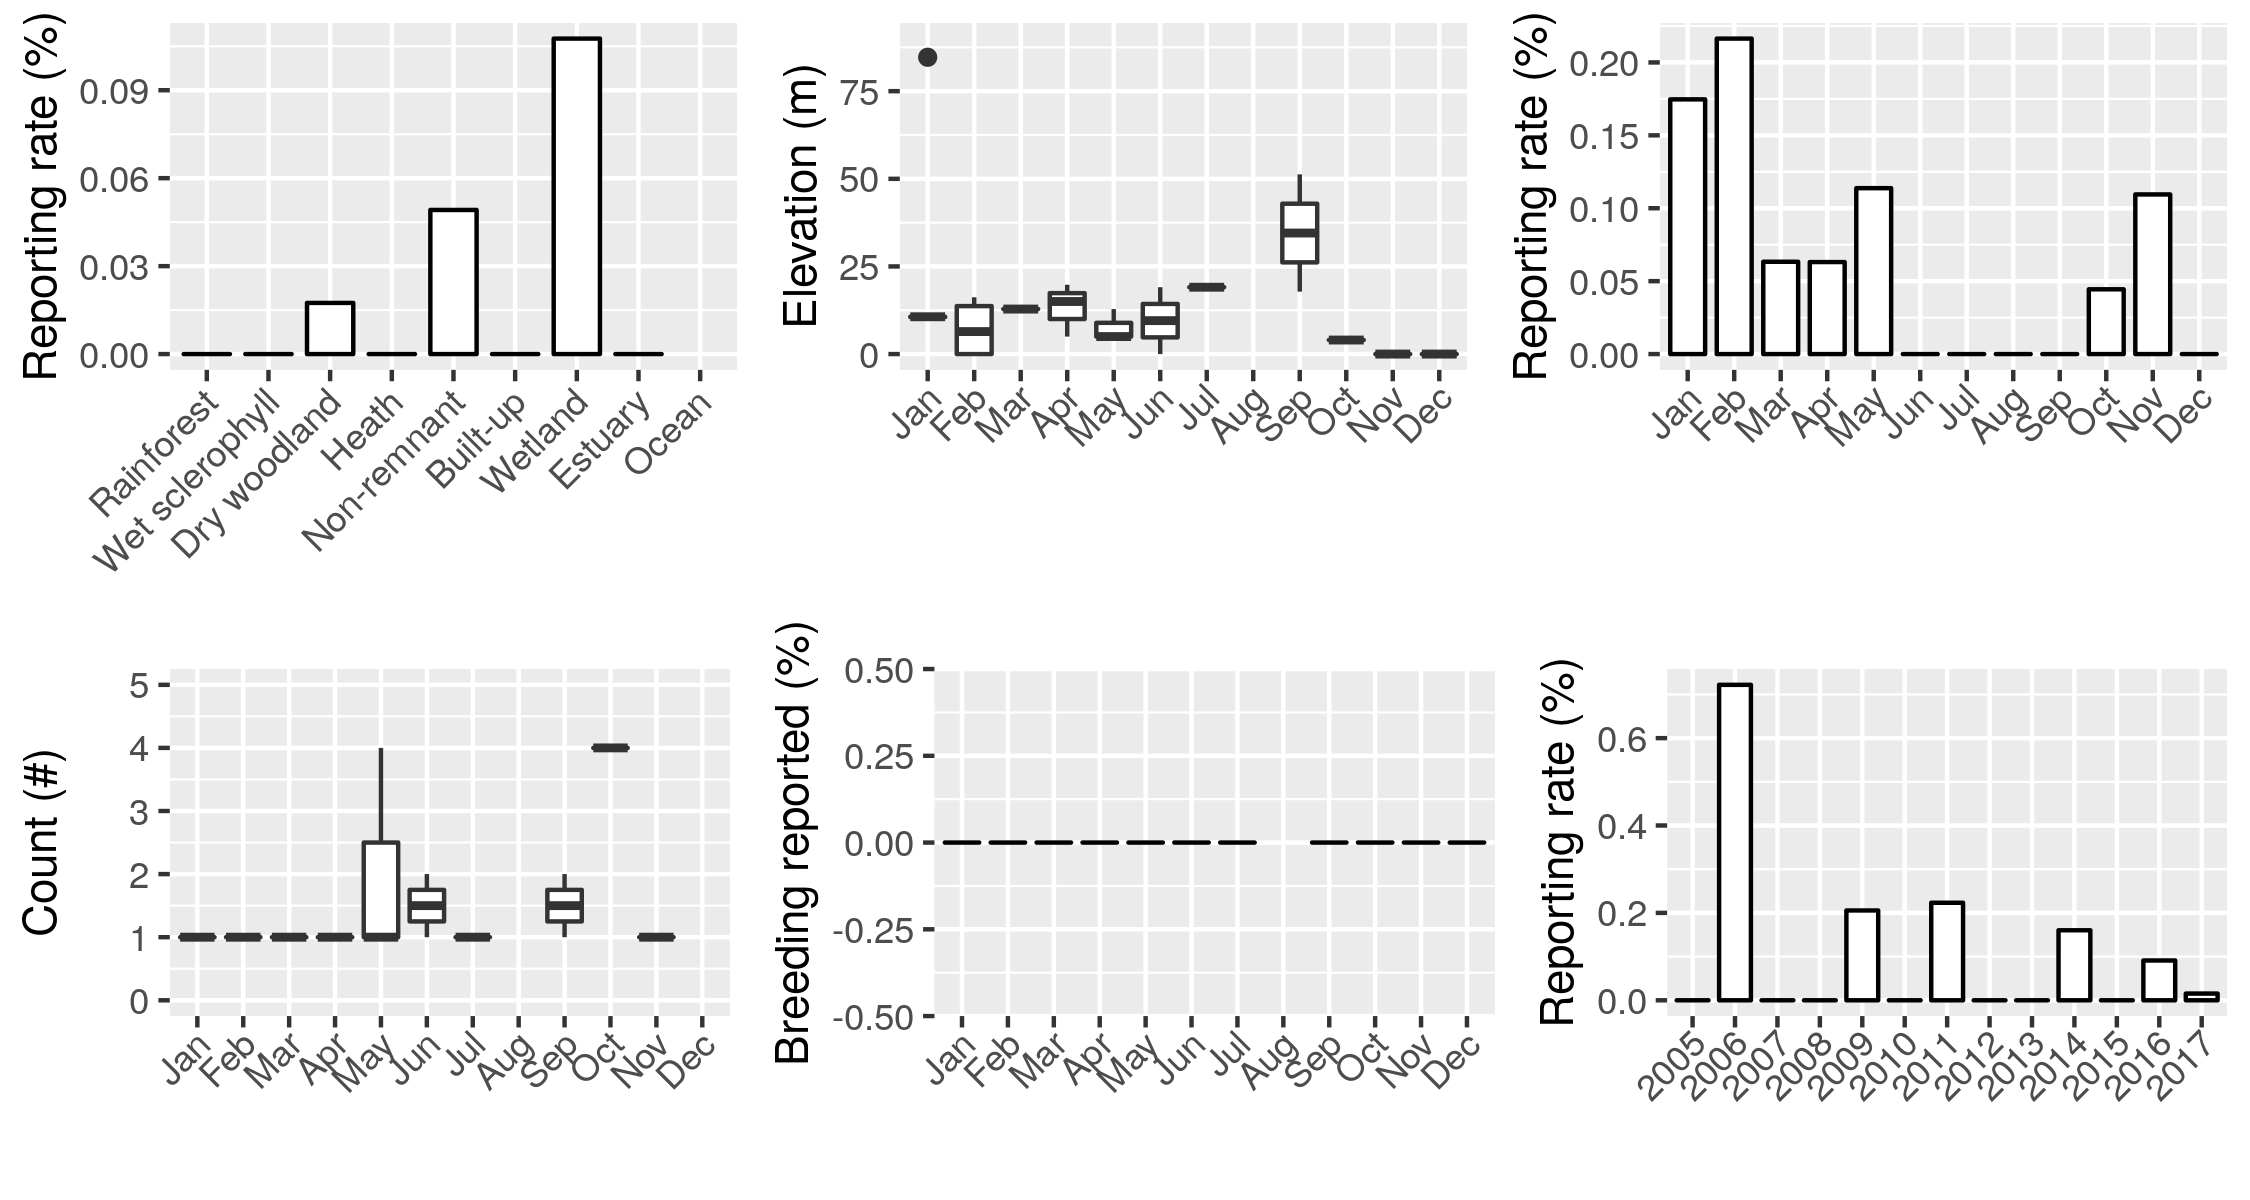 Reporting rate (%)
0.09
0.06
0.03
0.00
Rainforest
Wet sclerophyll
Dry woodland
Heath
Non-remnant
Built-up
Wetland
Estuary
Ocean
Elevation (m)
75
50
25
0
Jan
Feb
Mar
Apr
May
Jun
Jul
Aug
Sep
Oct
Nov
Dec
Reporting rate (%)
0.20
0.15
0.10
0.05
0.00
Jan
Feb
Mar
Apr
May
Jun
Jul
Aug
Sep
Oct
Nov
Dec
Count (#)
5
4
3
2
1
0
Jan
Feb
Mar
Apr
May
Jun
Jul
Aug
Sep
Oct
Nov
Dec
Breeding reported (%)
0.50
0.25
0.00
-0.25
-0.50
Jan
Feb
Mar
Apr
May
Jun
Jul
Aug
Sep
Oct
Nov
Dec
Reporting rate (%)
0.6
0.4
0.2
0.0
2005
2006
2007
2008
2009
2010
2011
2012
2013
2014
2015
2016
2017